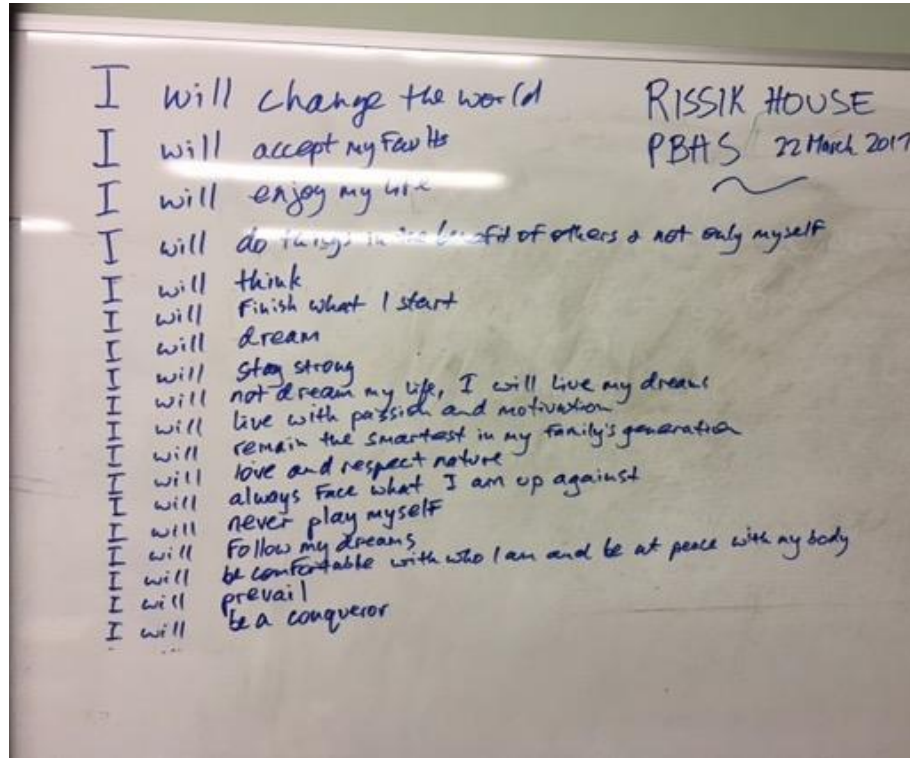 I will change the world
RISSIK HOUSE
I will accept my Faults
PBHS 22 March 2017
I will enjoy my life
I will do things in the benefit of others & not only myself
I will think
I will Finish what I start
I will dream
I will stay strong
I will not dream my life, I will live my dreams
I will live with passion and motivation
I will remain the smartest in my family's generation
I will love and respect nature
I will always Face what I am up against
I will never play myself
I will Follow my dreams
I will be comfortable with who I am and be at peace with my body
I will prevail
I will be a conqueror